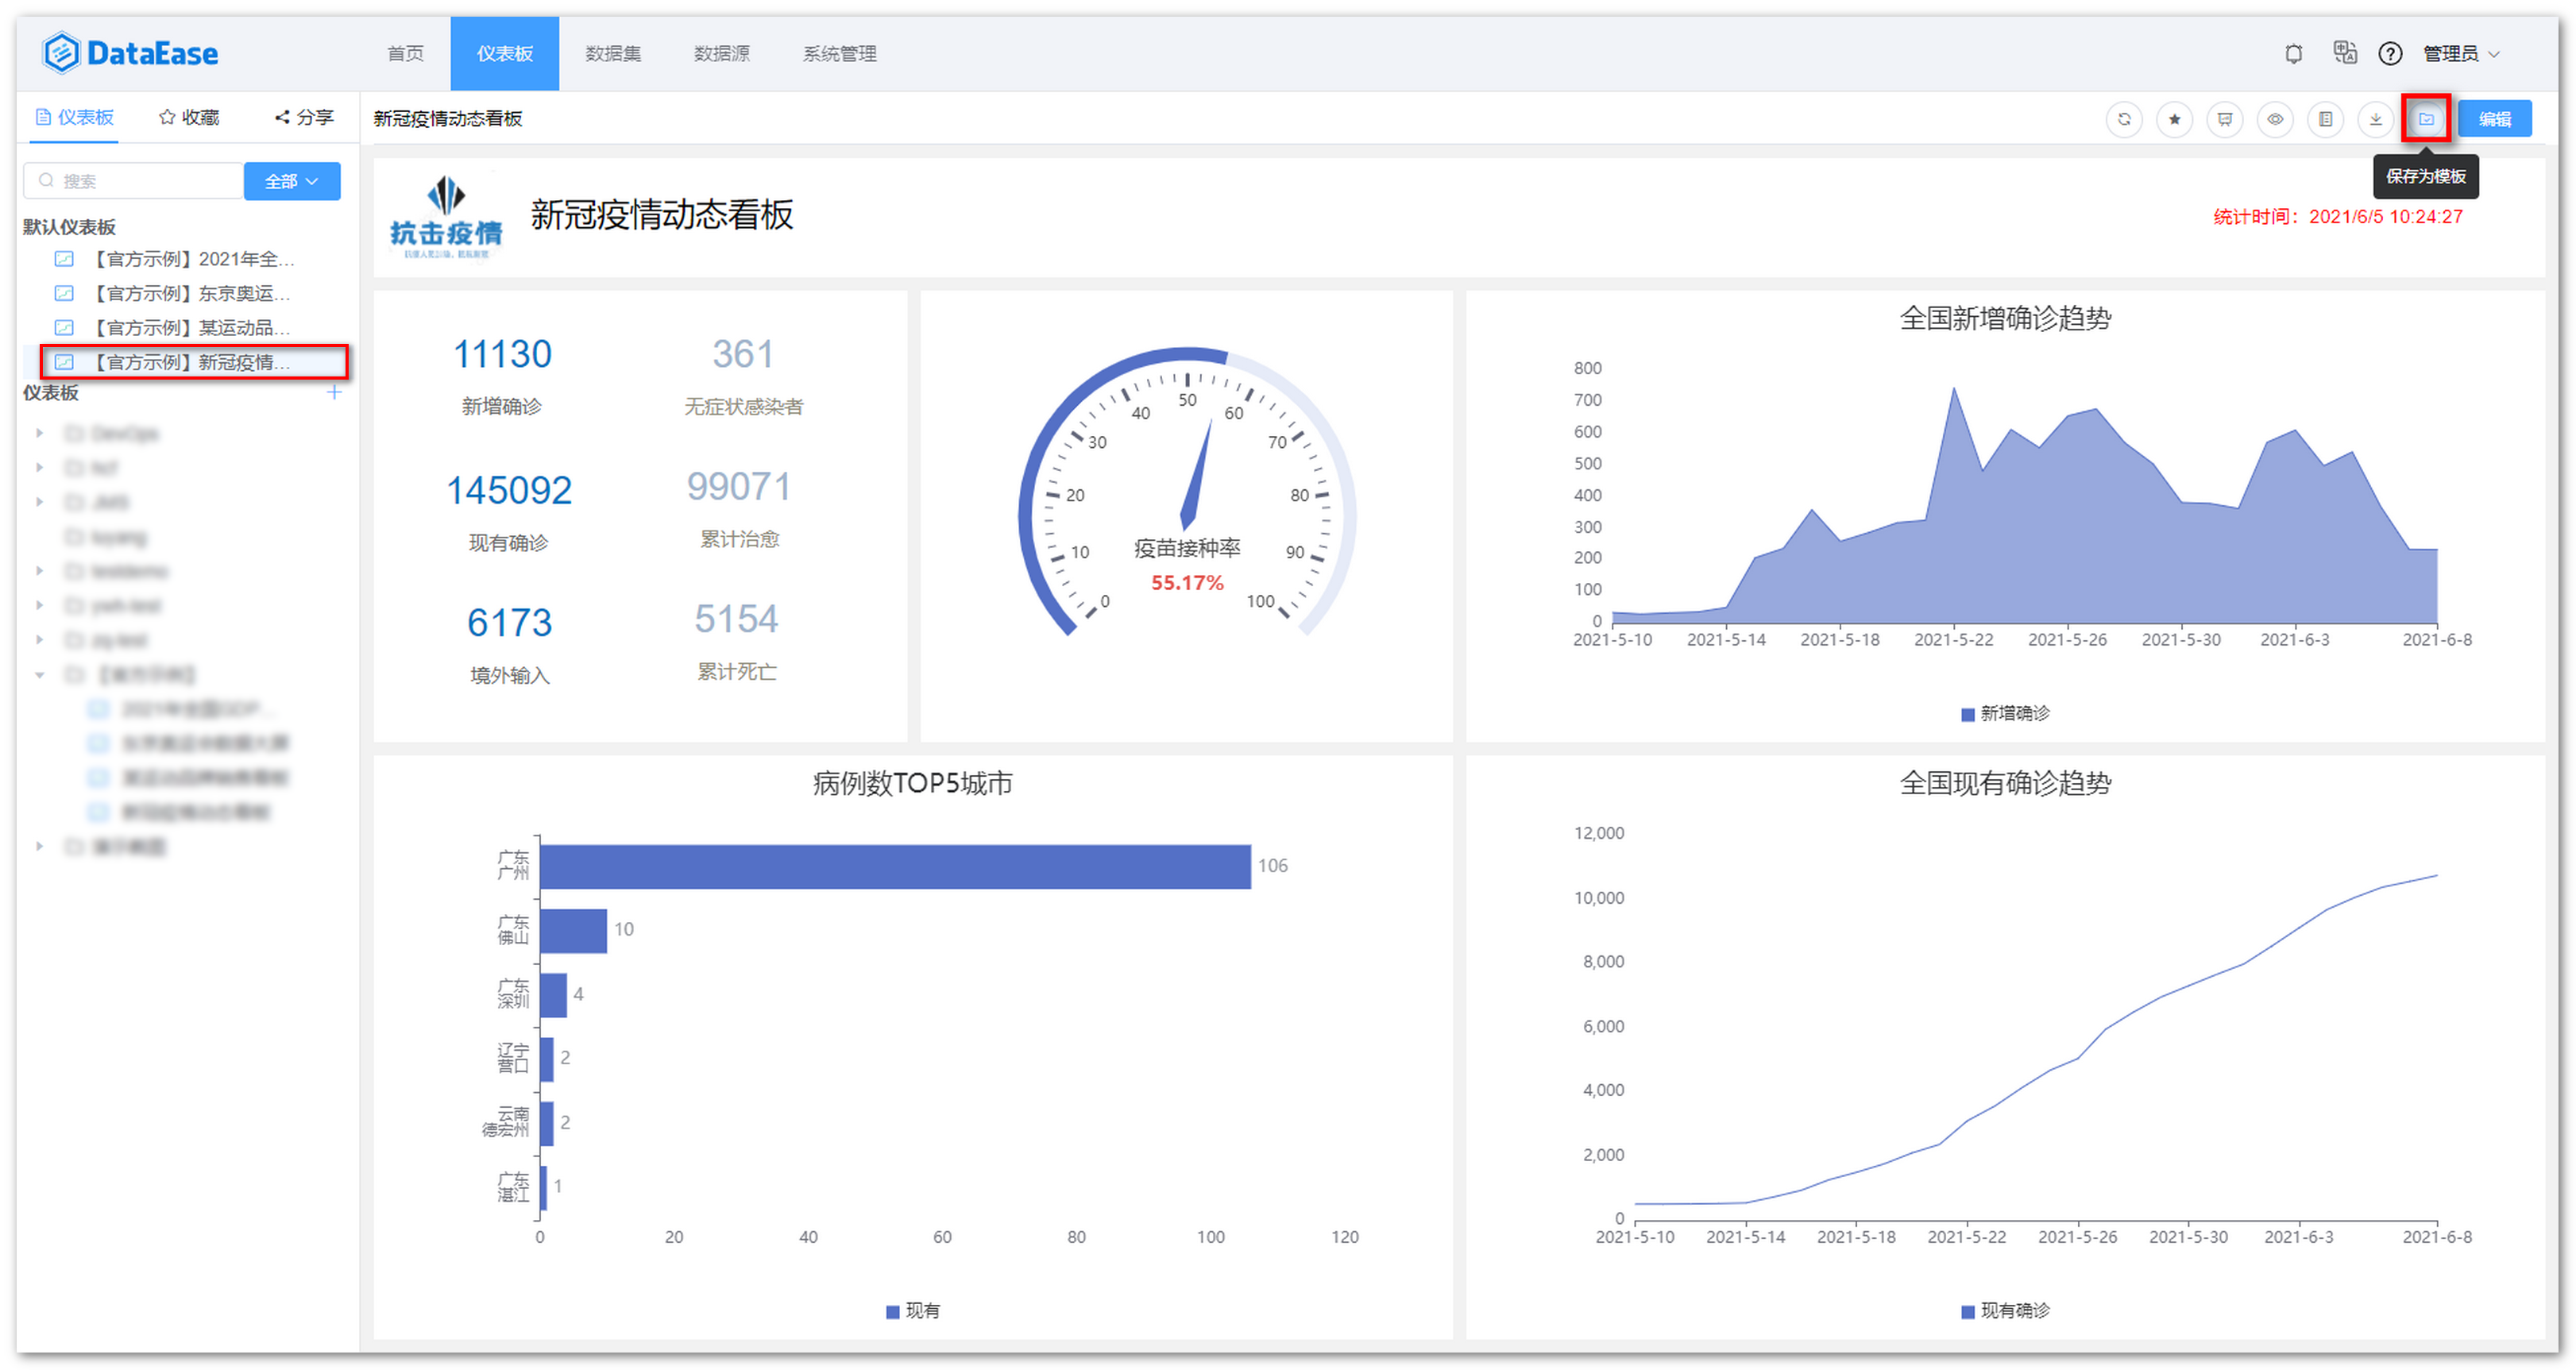 DataEase
首页
仪表板
数据集
数据源
系统管理
管理员
仪表板
收藏
分享
新冠疫情动态看板
编辑
保存为模板
搜索
全部
默认仪表板
【官方示例】2021年全...
【官方示例】东京奥运...
【官方示例】某运动品...
【官方示例】新冠疫情...
仪表板
抗击疫情
新冠疫情动态看板
统计时间：2021/6/5 10:24:27
11130
新增确诊
361
无症状感染者
145092
现有确诊
99071
累计治愈
6173
境外输入
5154
累计死亡
0
10
20
30
40
50
60
70
80
90
100
疫苗接种率
55.17%
全国新增确诊趋势
800
700
600
500
400
300
200
100
0
2021-5-10
2021-5-14
2021-5-18
2021-5-22
2021-5-26
2021-5-30
2021-6-3
2021-6-8
新增确诊
病例数TOP5城市
广东
广州
106
广东
佛山
10
广东
深圳
4
辽宁
营口
2
云南
德宏州
2
广东
湛江
1
0
20
40
60
80
100
120
现有
全国现有确诊趋势
12,000
10,000
8,000
6,000
4,000
2,000
0
2021-5-10
2021-5-14
2021-5-18
2021-5-22
2021-5-26
2021-5-30
2021-6-3
2021-6-8
现有确诊